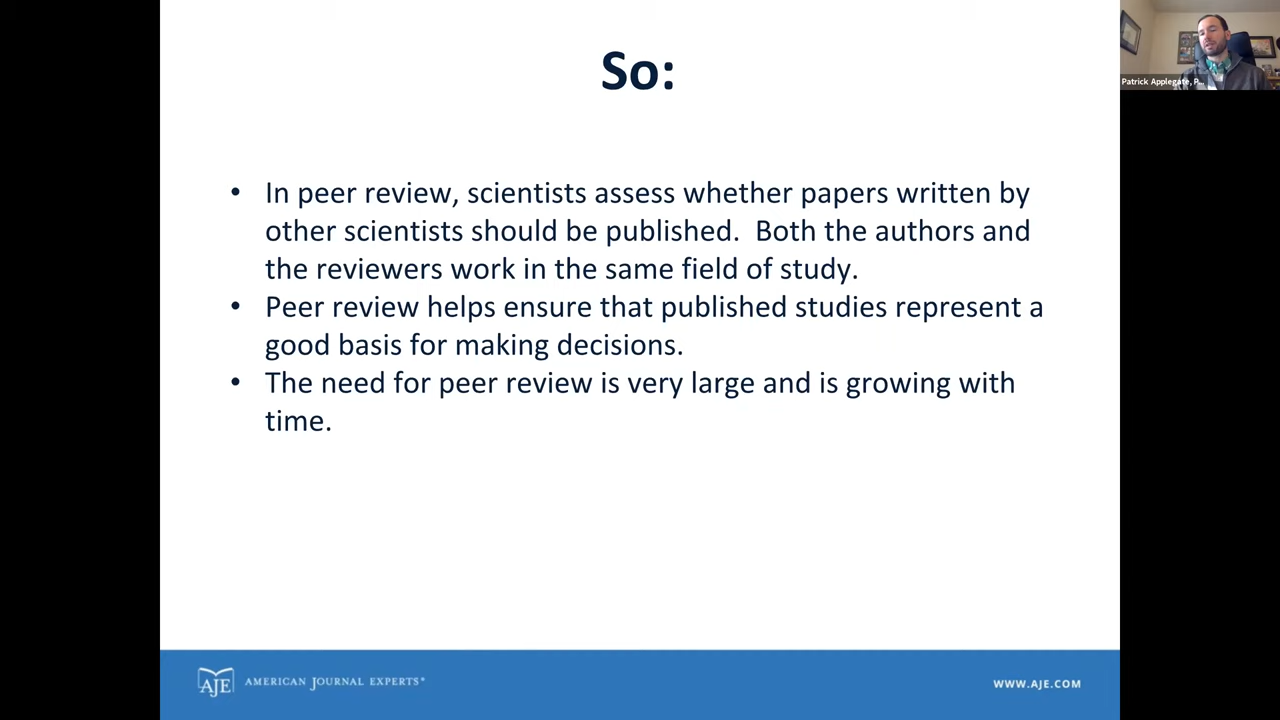 So:
Patrick Applegate, P...
• In peer review, scientists assess whether papers written by
other scientists should be published.  Both the authors and
the reviewers work in the same field of study.
• Peer review helps ensure that published studies represent a
good basis for making decisions.
• The need for peer review is very large and is growing with
time.
AJE AMERICAN JOURNAL EXPERTS®
WWW.AJE.COM